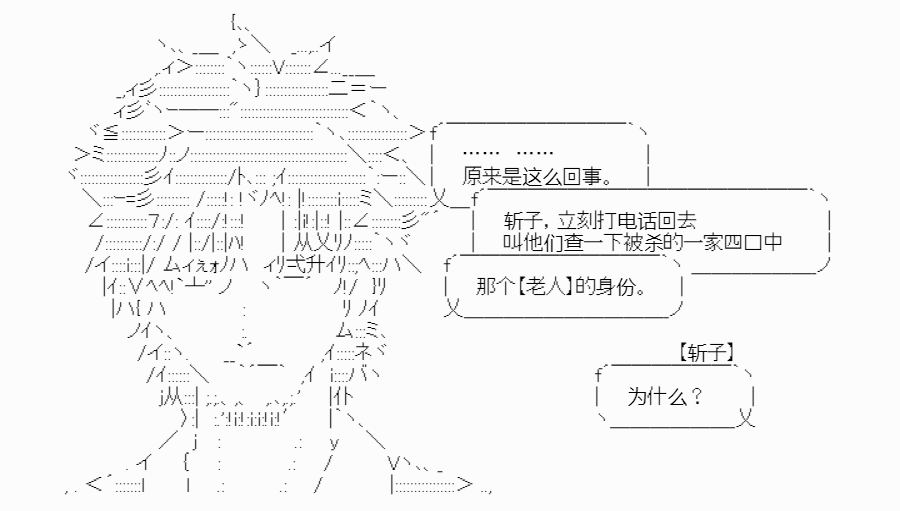 …… ……
原来是这么回事。
斩子，立刻打电话回去
叫他们查一下被杀的一家四口中
那个【老人】的身份。
【斩子】
为什么？